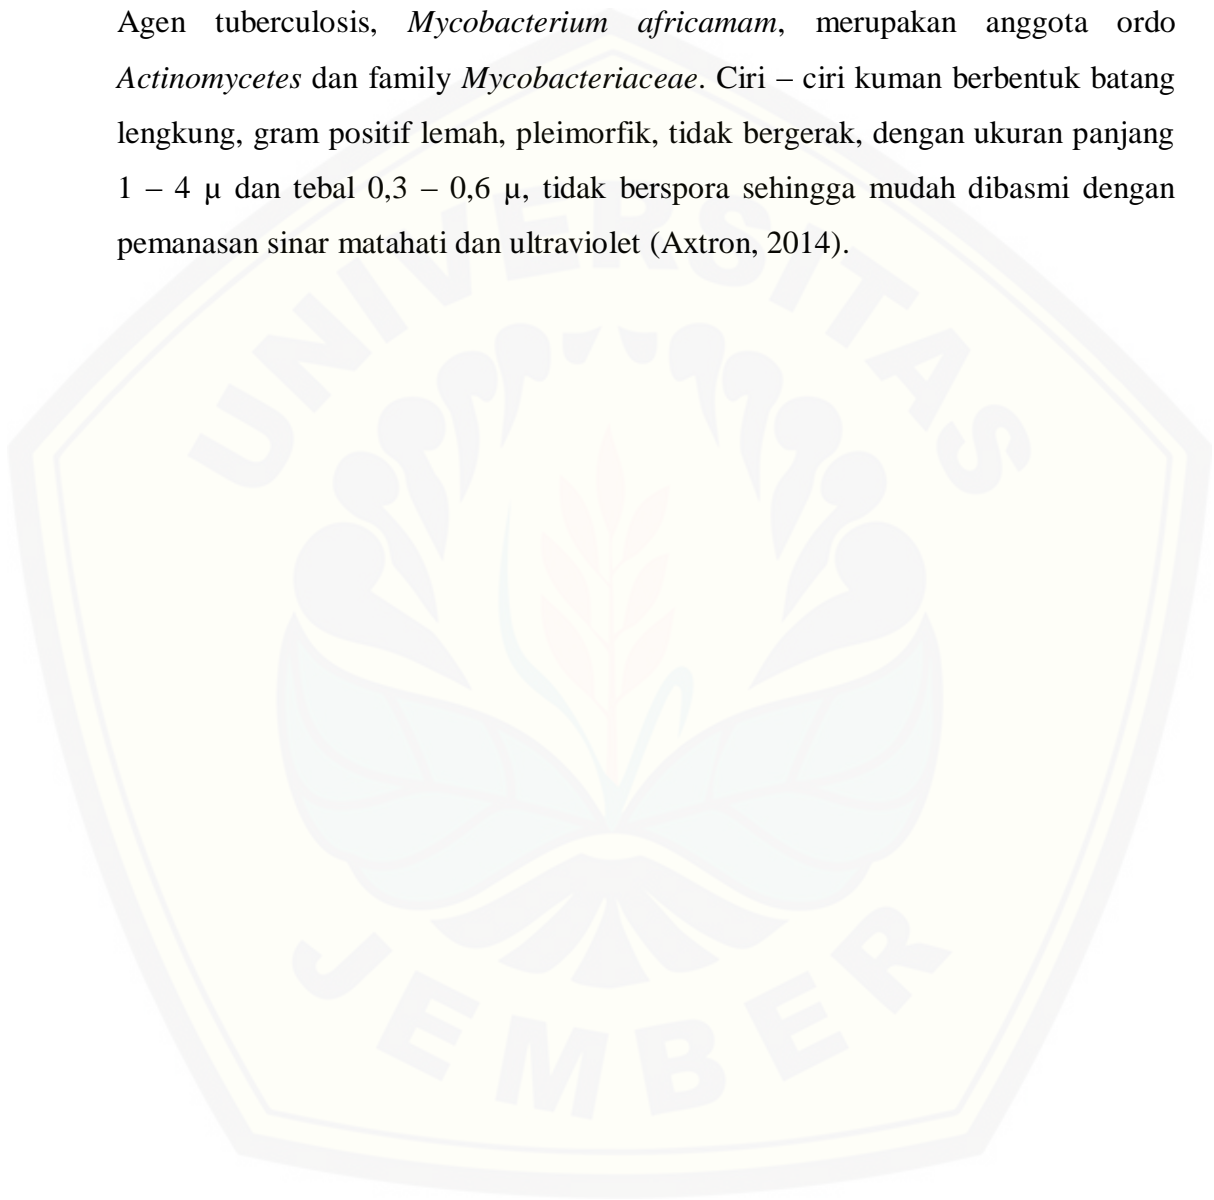 Agen tuberculosis, Mycobacterium africamam, merupakan anggota ordo
Actinomycetes dan family Mycobacteriaceae. Ciri – ciri kuman berbentuk batang
lengkung, gram positif lemah, pleimorfik, tidak bergerak, dengan ukuran panjang
1 – 4 µ dan tebal 0,3 – 0,6 µ, tidak berspora sehingga mudah dibasmi dengan
pemanasan sinar matahati dan ultraviolet (Axtron, 2014).
UNIVERSITAS
JEMBER